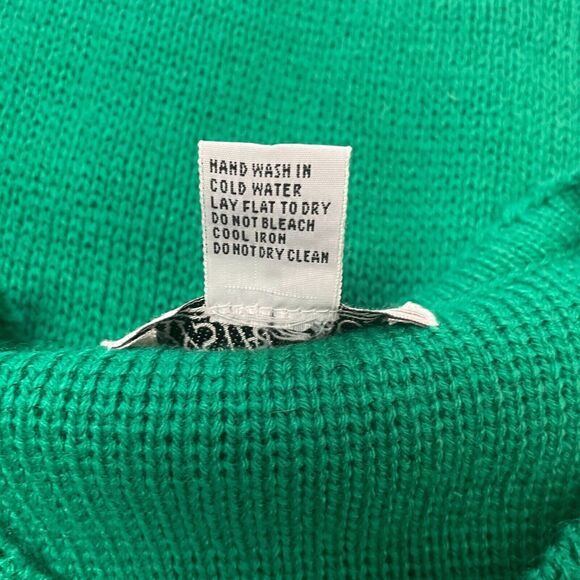 HAND WASH IN
COLD WATER
LAY FLAT TO DRY
DO NOT BLEACH
COOL IRON
DO NOT DRY CLEAN